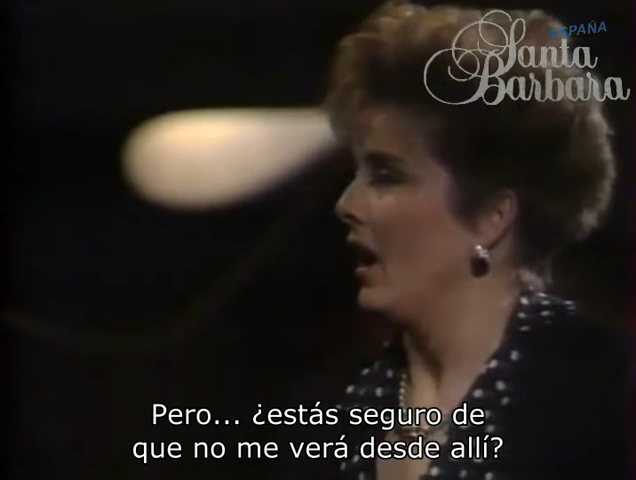 ESPAÑA
Santa
Barbara
Pero... ¿estás seguro de
que no me verá desde allí?